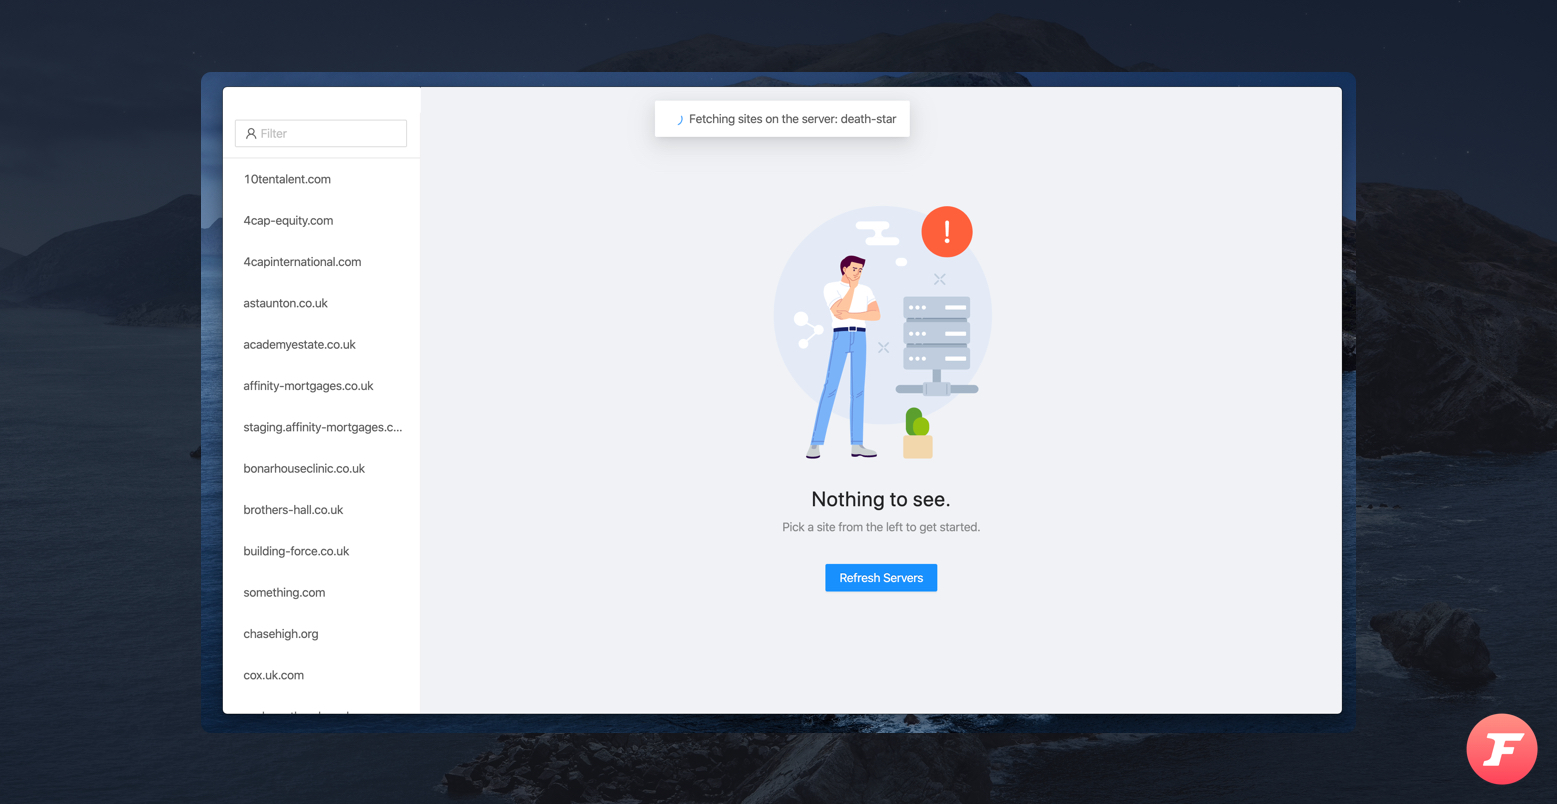 Fetching sites on the server: death-star
Filter
10tentalent.com
4cap-equity.com
4capinternational.com
astaunton.co.uk
academyestate.co.uk
affinity-mortgages.co.uk
staging.affinity-mortgages.c...
bonarhouseclinic.co.uk
brothers-hall.co.uk
building-force.co.uk
something.com
chasehigh.org
cox.uk.com
!
Nothing to see.
Pick a site from the left to get started.
Refresh Servers
F